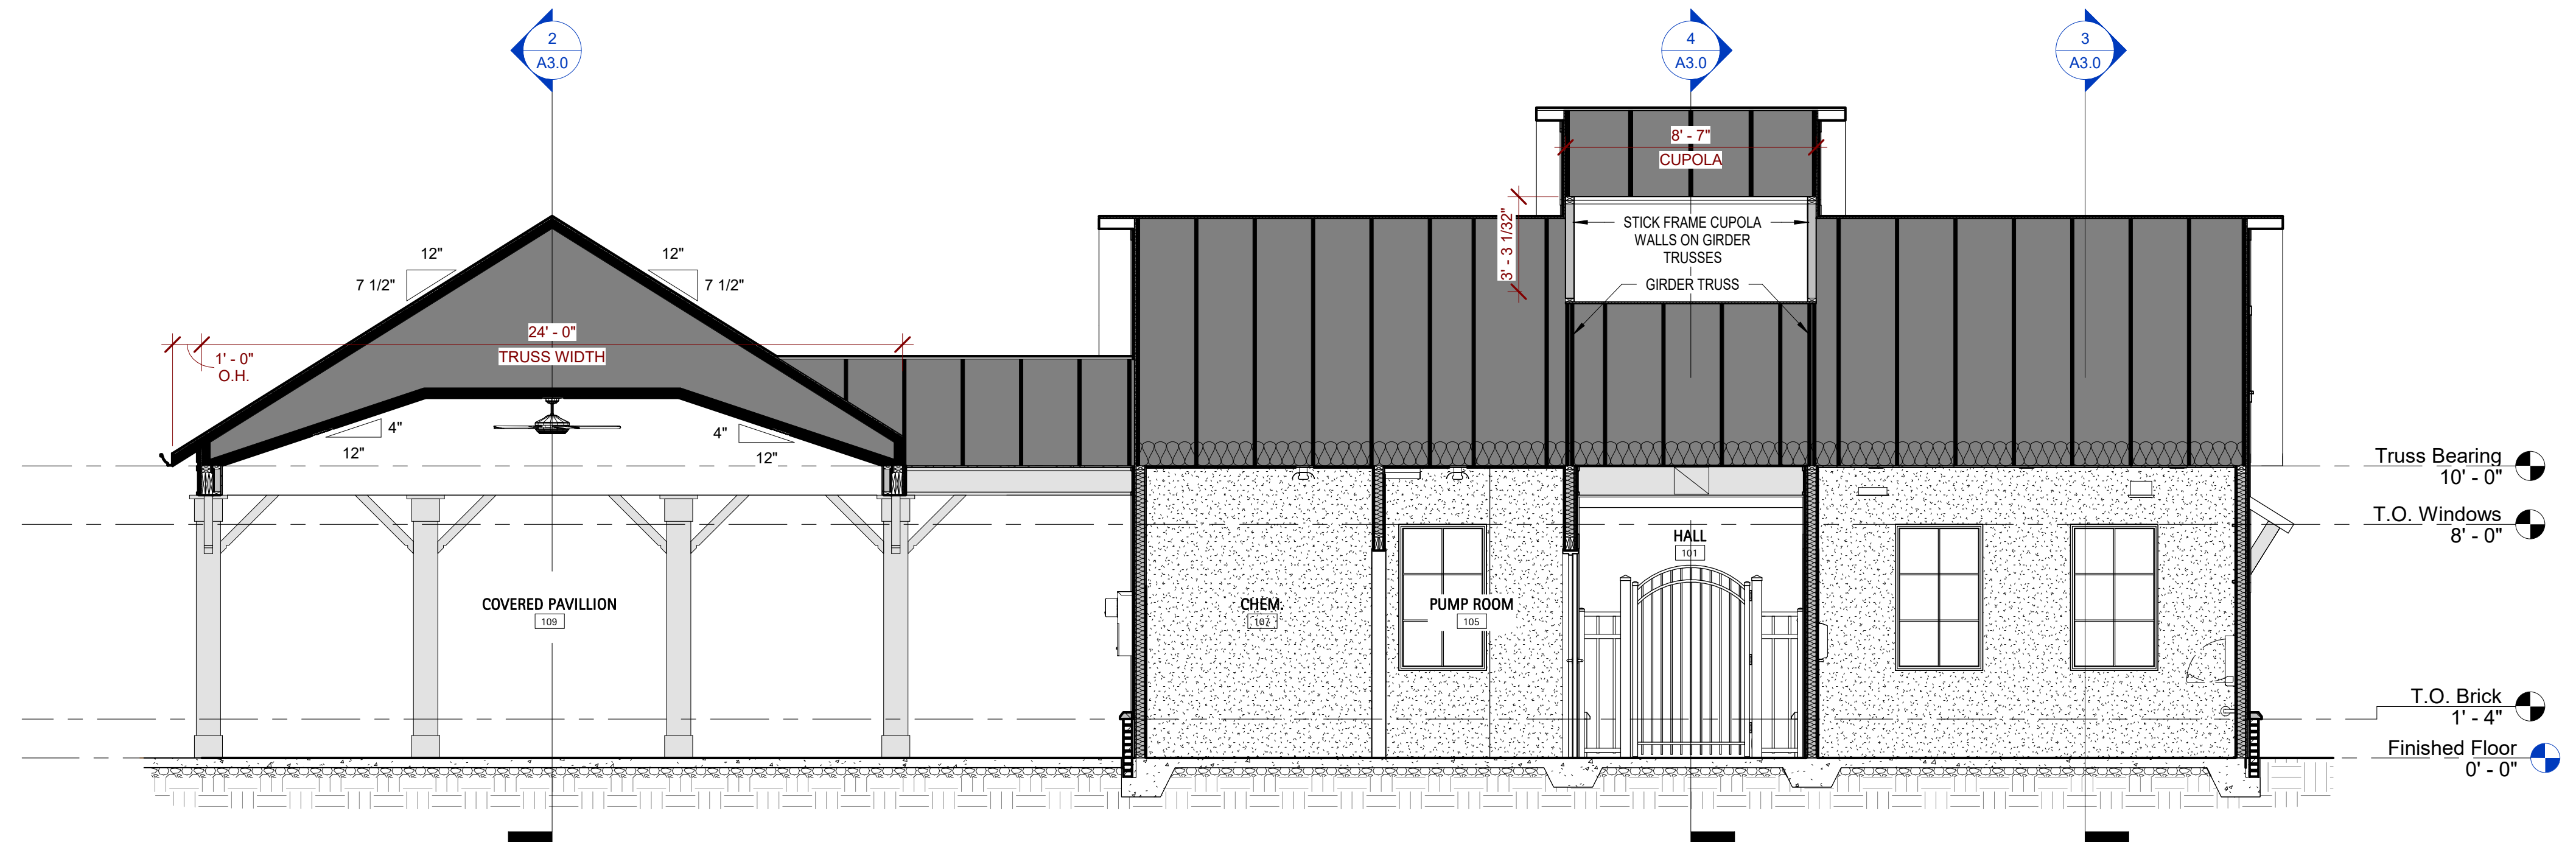 2
A3.0
4
A3.0
3
A3.0
8' - 7"
CUPOLA
3' - 3 1/32"
STICK FRAME CUPOLA
WALLS ON GIRDER
TRUSSES
GIRDER TRUSS
12"
7 1/2"
12"
7 1/2"
24' - 0"
TRUSS WIDTH
1' - 0"
O.H.
4"
12"
4"
12"
Truss Bearing
10' - 0"
T.O. Windows
8' - 0"
HALL
101
COVERED PAVILLION
109
CHEM.
107
PUMP ROOM
105
T.O. Brick
1' - 4"
Finished Floor
0' - 0"